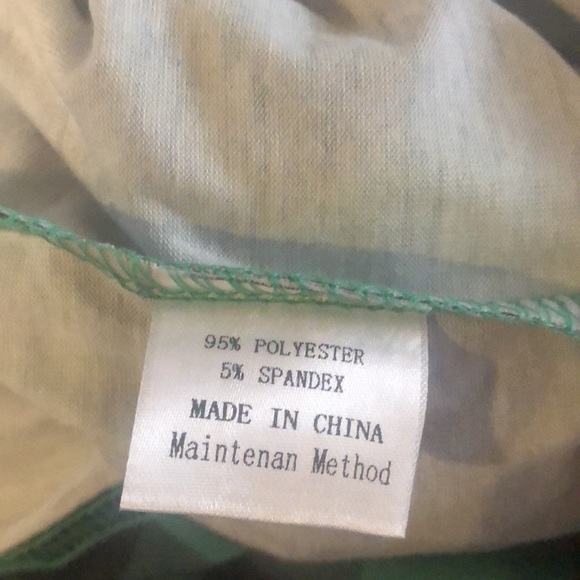 95% POLYESTER
5% SPANDEX
MADE IN CHINA
Maintenan Method